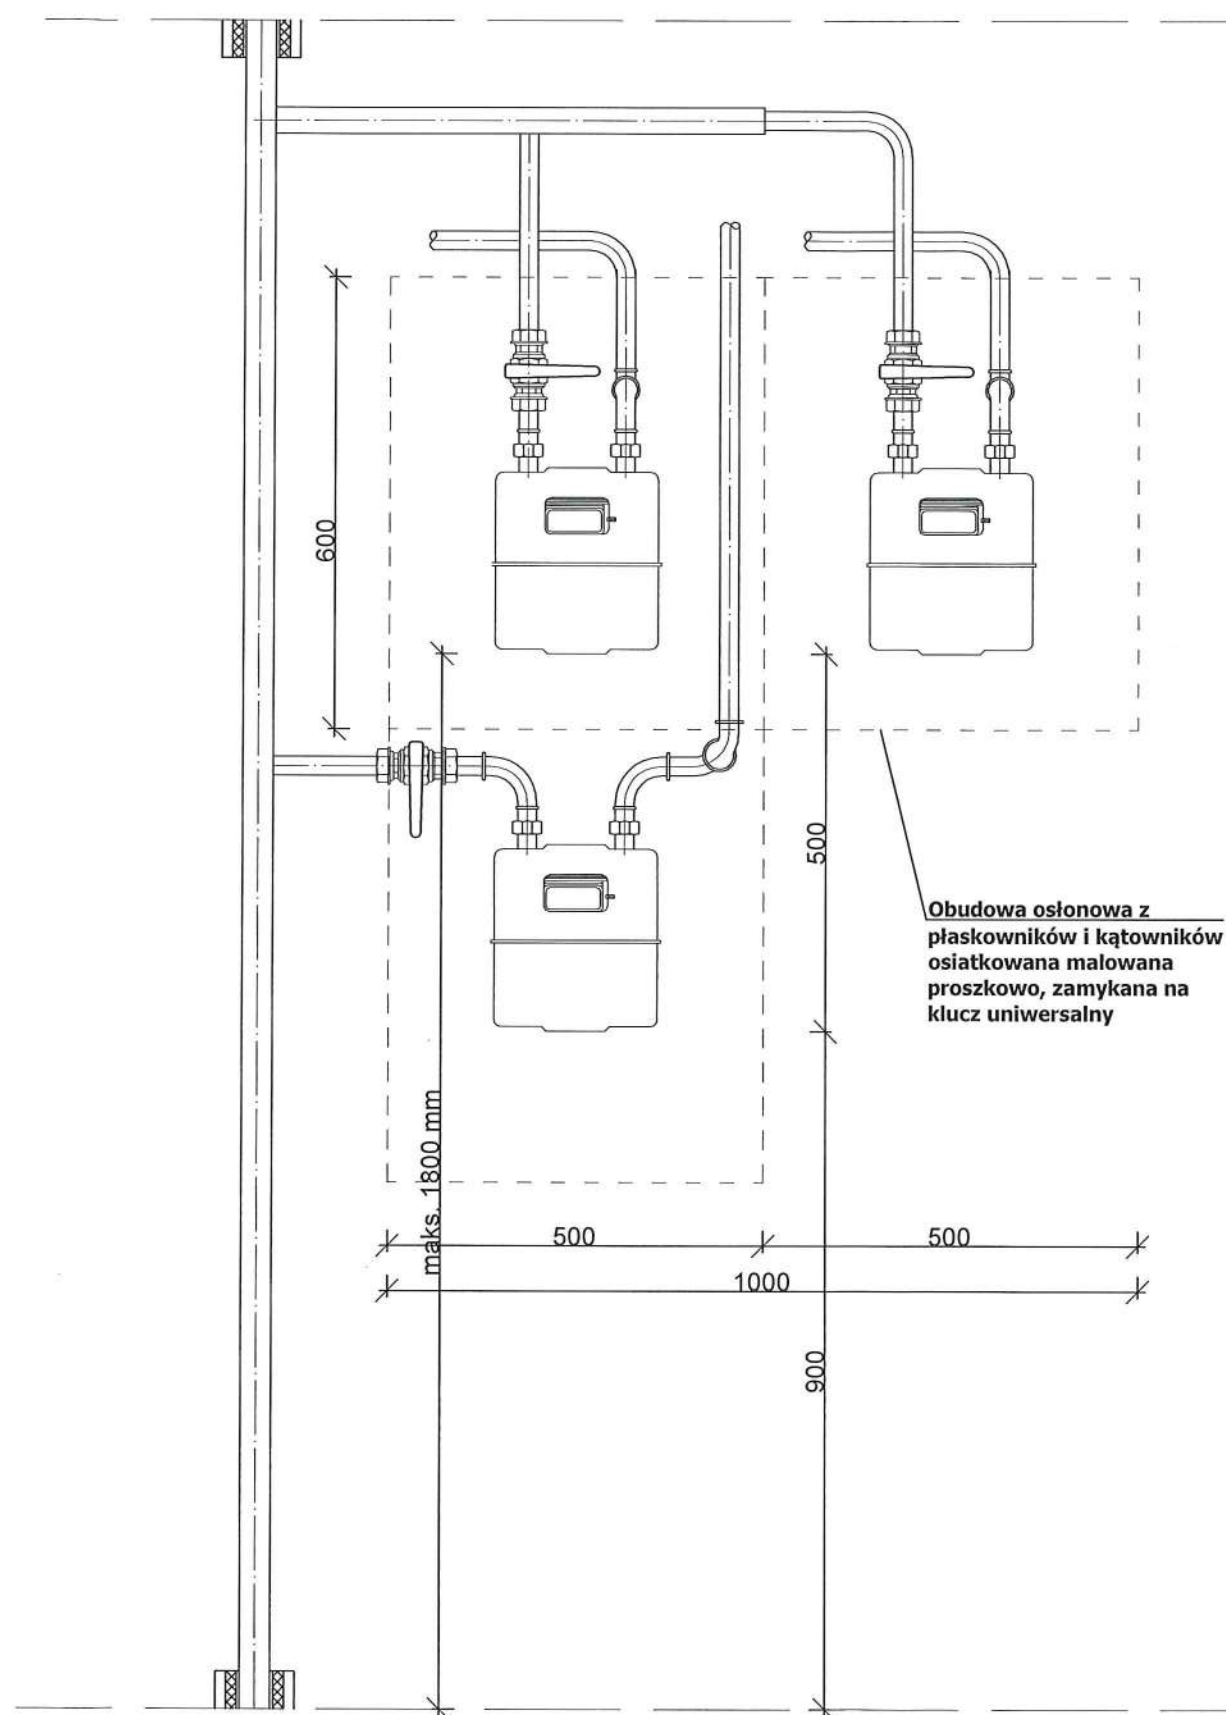 600
500
Obudowa osłonowa z
płaskowników i kątowników
osiatkowana malowana
proszkowo, zamykana na
klucz uniwersalny
maks. 1800 mm
500
500
1000
900